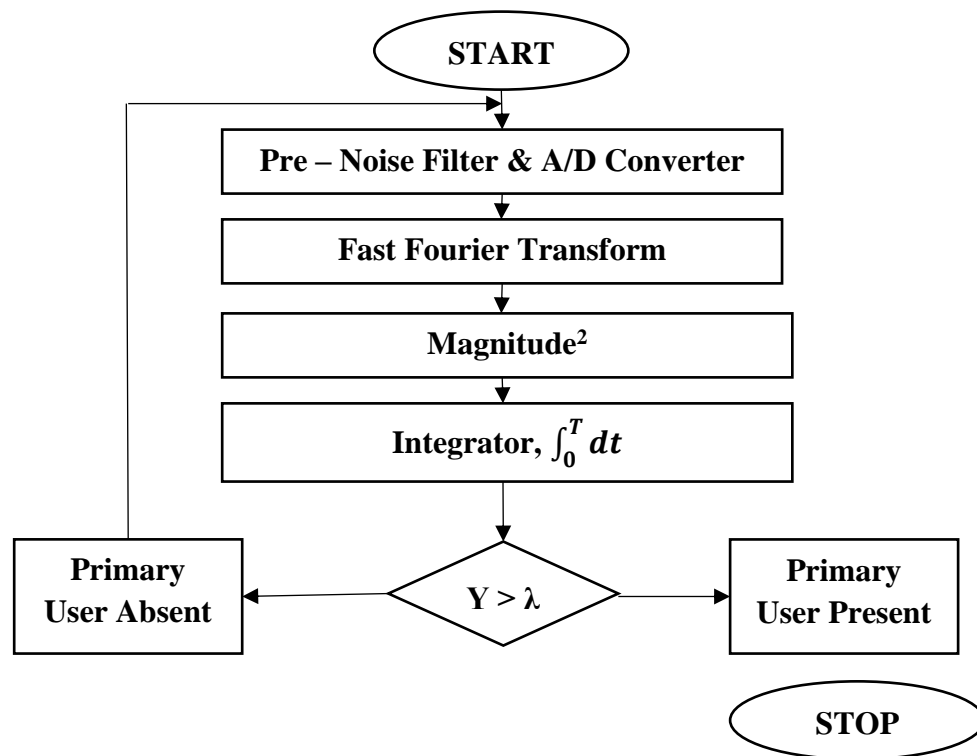 START
Pre – Noise Filter & A/D Converter
Fast Fourier Transform
Magnitude²
Integrator, ∫₀ᵀ dt
Primary
User Absent
Y > λ
Primary
User Present
STOP